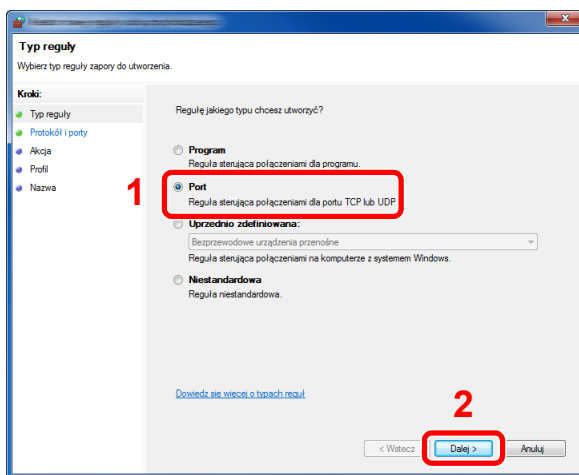 Typ reguły
Wybierz typ reguły zapory do utworzenia.
Kroki:
Typ reguły
Protokół i porty
Akcja
Profil
Nazwa
Regułę jakiego typu chcesz utworzyć?
Program
Reguła sterująca połączeniami dla programu.
1
Port
Reguła sterująca połączeniami dla portu TCP lub UDP
Uprzednio zdefiniowana:
Bezprzewodowe urządzenia przenośne
Reguła sterująca połączeniami na komputerze z systemem Windows.
Niestandardowa
Reguła niestandardowa.
Dowiedz się więcej o typach reguł
2
< Wstecz Dalej > Anuluj